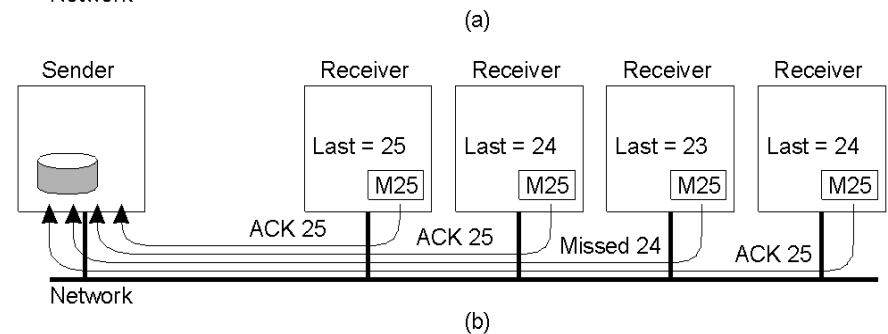 Network
(a)
Sender Receiver Receiver Receiver Receiver
Last = 25 Last = 24 Last = 23 Last = 24
M25 M25 M25 M25
ACK 25 ACK 25 Missed 24 ACK 25
Network
(b)